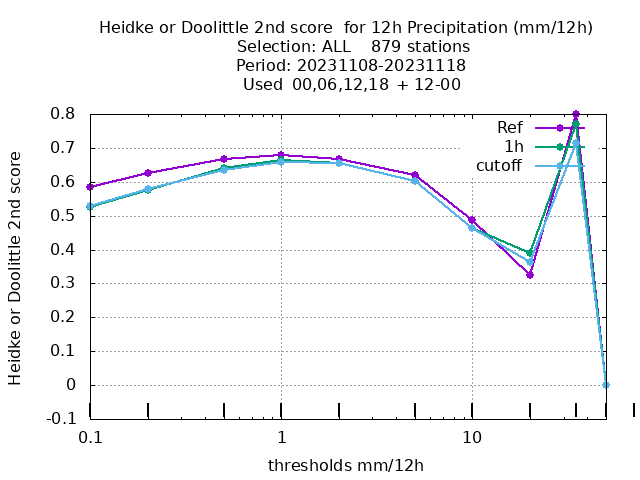 Heidke or Doolittle 2nd score  for 12h Precipitation (mm/12h)
Selection: ALL    879 stations
Period: 20231108-20231118
Used  00,06,12,18  + 12-00
Ref
1h
cutoff
0.8
0.7
0.6
0.5
0.4
0.3
0.2
0.1
0
-0.1
0.1
1
10
Heidke or Doolittle 2nd score
thresholds mm/12h